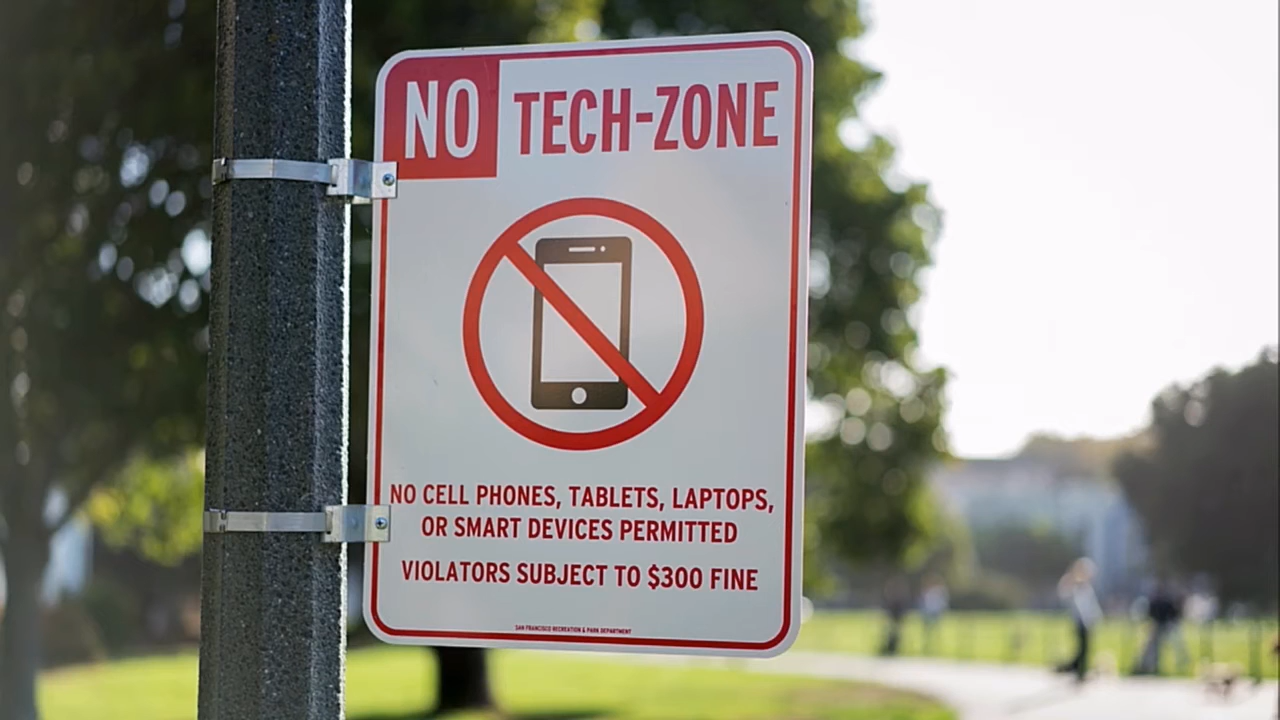 NO TECH-ZONE
NO CELL PHONES, TABLETS, LAPTOPS,
OR SMART DEVICES PERMITTED
VIOLATORS SUBJECT TO $300 FINE
SAN FRANCISCO RECREATION & PARK DEPARTMENT